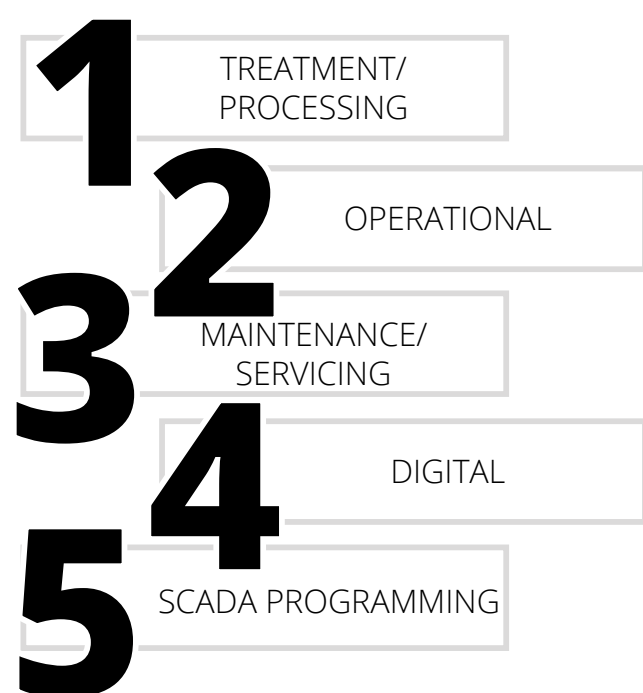 1
TREATMENT/
PROCESSING
2
OPERATIONAL
3
MAINTENANCE/
SERVICING
4
DIGITAL
5
SCADA PROGRAMMING